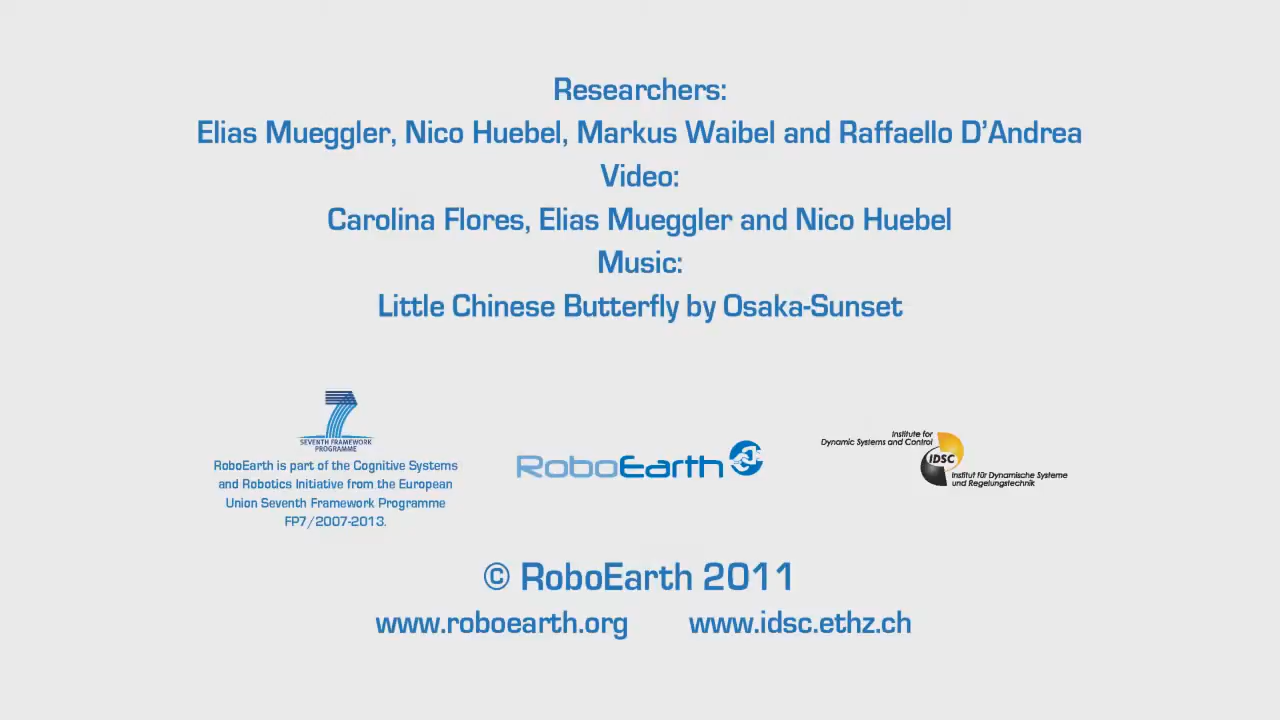 Researchers:
Elias Mueggler, Nico Huebel, Markus Waibel and Raffaello D'Andrea
Video:
Carolina Flores, Elias Mueggler and Nico Huebel
Music:
Little Chinese Butterfly by Osaka-Sunset
7
SEVENTH FRAMEWORK
PROGRAMME
RoboEarth is part of the Cognitive Systems
and Robotics Initiative from the European
Union Seventh Framework Programme
FP7/2007-2013.
RoboEarth
Institute for
Dynamic Systems and Control
IDSC
Institut für Dynamische Systeme
und Regelungstechnik
© RoboEarth 2011
www.roboearth.org
www.idsc.ethz.ch